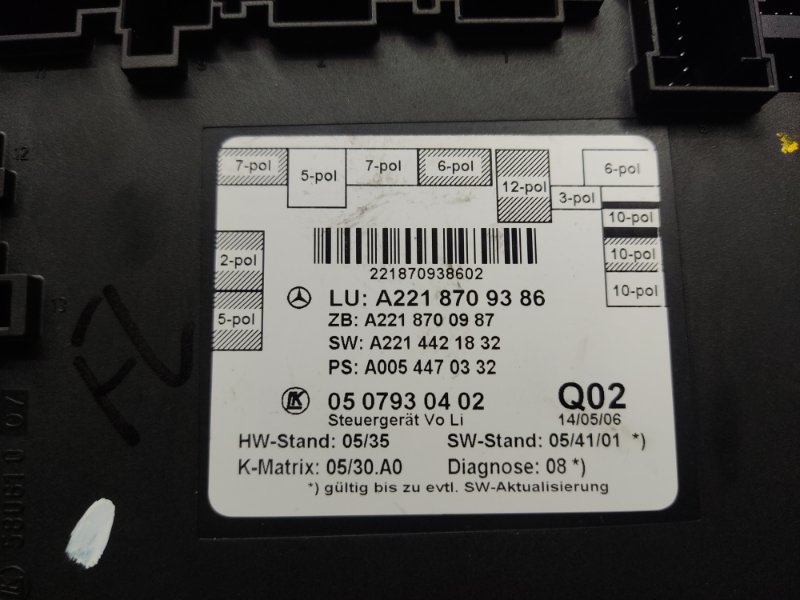 7-pol 5-pol 7-pol 6-pol 12-pol 3-pol 6-pol
10-pol
2-pol 10-pol
10-pol
5-pol
221870938602
LU: A221 870 93 86
ZB: A221 870 09 87
SW: A221 442 18 32
PS: A005 447 03 32
LK 05 0793 04 02 Q02
Steuergerät Vo Li 14/05/06
HW-Stand: 05/35 SW-Stand: 05/41/01 *)
K-Matrix: 05/30.A0 Diagnose: 08 *)
*) gültig bis zu evtl. SW-Aktualisierung
12
13
07